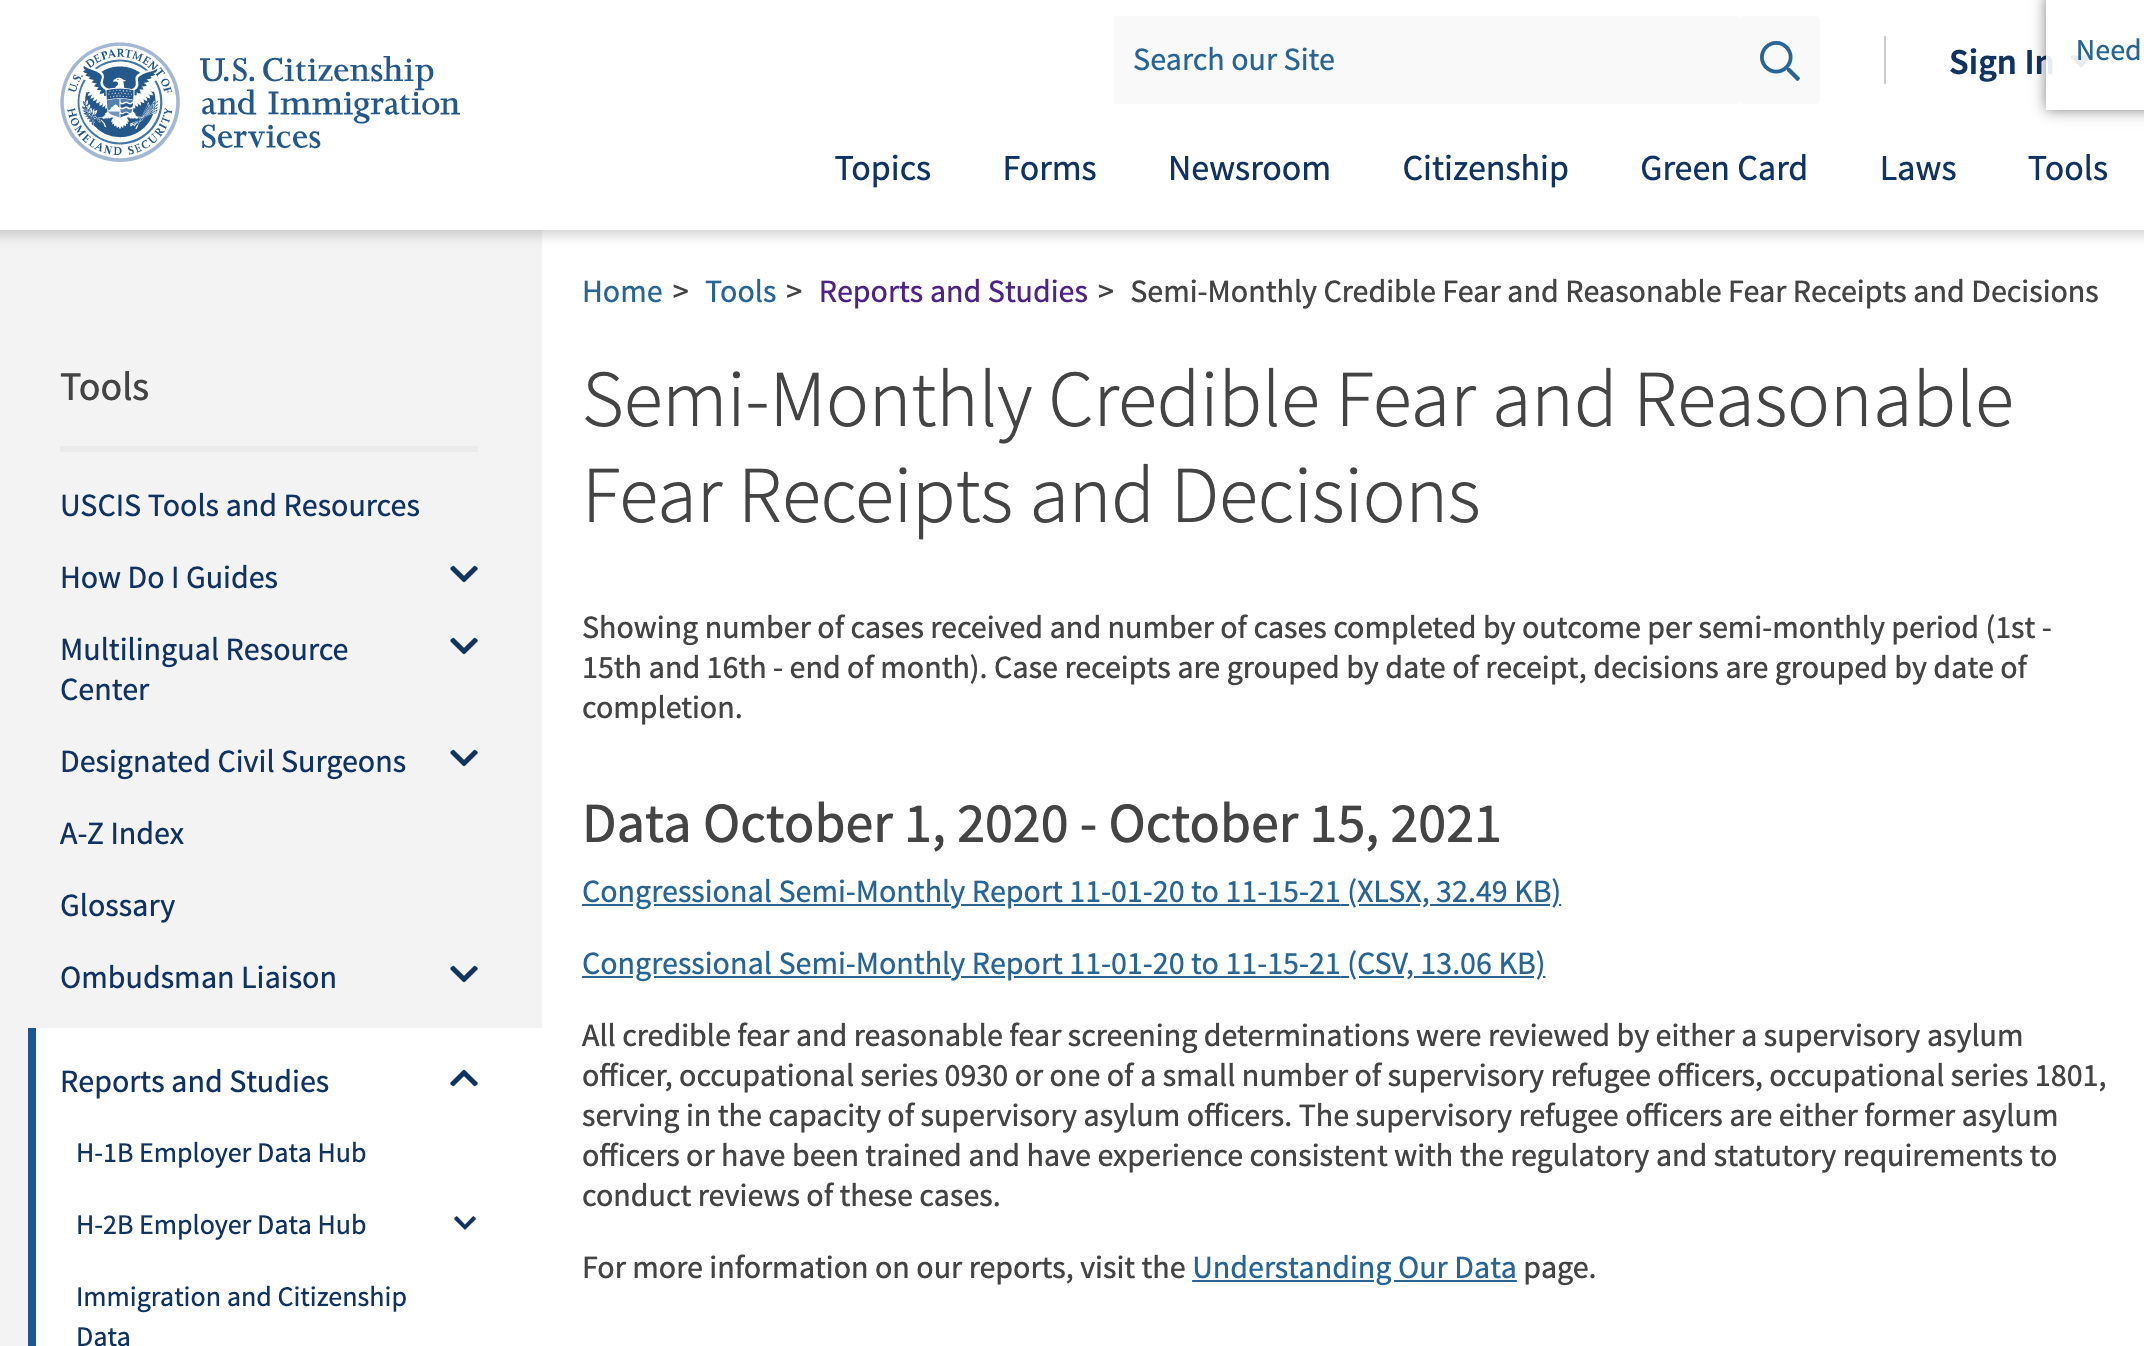 U.S. DEPARTMENT OF HOMELAND SECURITY
U.S. Citizenship
and Immigration
Services
Search our Site
Sign In
Need
Topics Forms Newsroom Citizenship Green Card Laws Tools
Home > Tools > Reports and Studies > Semi-Monthly Credible Fear and Reasonable Fear Receipts and Decisions
Tools
USCIS Tools and Resources
How Do I Guides
Multilingual Resource
Center
Designated Civil Surgeons
A-Z Index
Glossary
Ombudsman Liaison
Reports and Studies
H-1B Employer Data Hub
H-2B Employer Data Hub
Immigration and Citizenship
Data
Semi-Monthly Credible Fear and Reasonable
Fear Receipts and Decisions
Showing number of cases received and number of cases completed by outcome per semi-monthly period (1st -
15th and 16th - end of month). Case receipts are grouped by date of receipt, decisions are grouped by date of
completion.
Data October 1, 2020 - October 15, 2021
Congressional Semi-Monthly Report 11-01-20 to 11-15-21 (XLSX, 32.49 KB)
Congressional Semi-Monthly Report 11-01-20 to 11-15-21 (CSV, 13.06 KB)
All credible fear and reasonable fear screening determinations were reviewed by either a supervisory asylum
officer, occupational series 0930 or one of a small number of supervisory refugee officers, occupational series 1801,
serving in the capacity of supervisory asylum officers. The supervisory refugee officers are either former asylum
officers or have been trained and have experience consistent with the regulatory and statutory requirements to
conduct reviews of these cases.
For more information on our reports, visit the Understanding Our Data page.